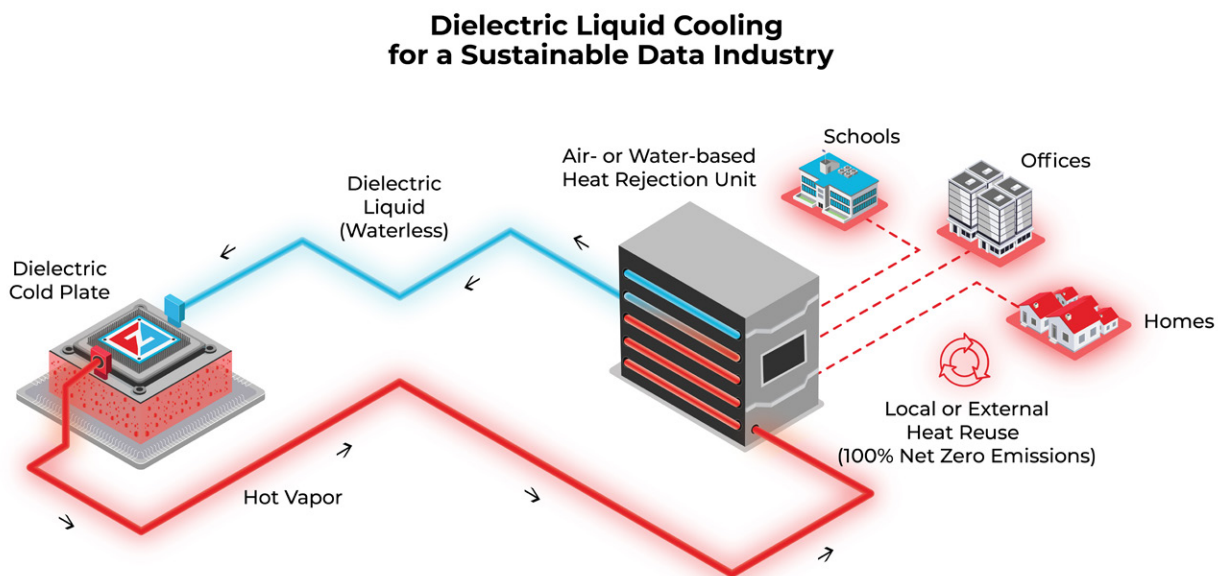 Dielectric Liquid Cooling
for a Sustainable Data Industry
Schools
Air- or Water-based
Heat Rejection Unit
Offices
Dielectric
Liquid
(Waterless)
Dielectric
Cold Plate
Homes
Local or External
Heat Reuse
(100% Net Zero Emissions)
Hot Vapor